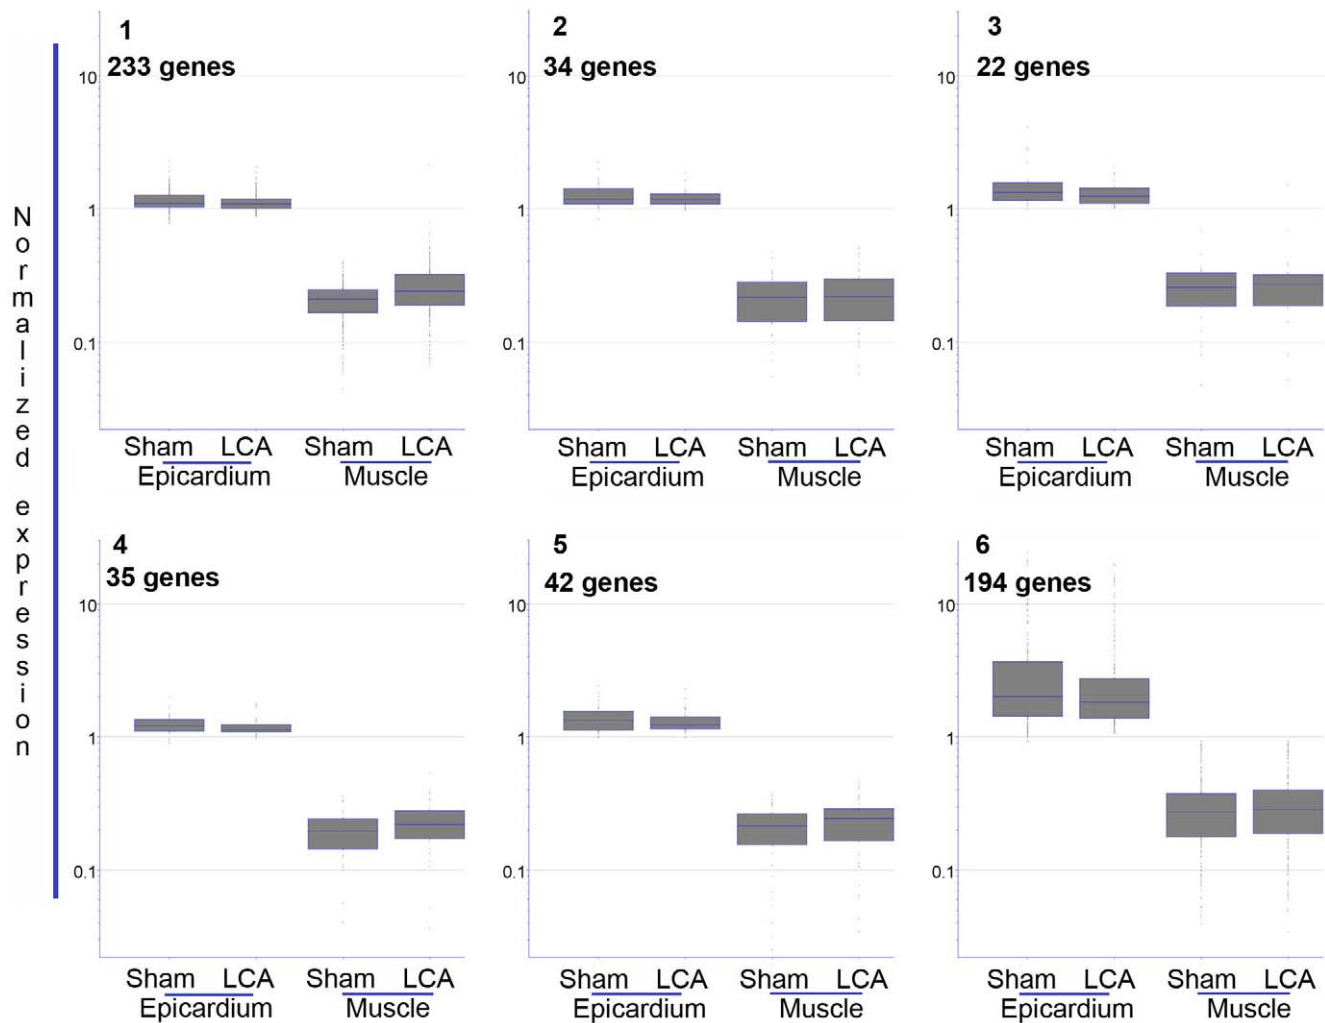 Normalized expression
1
233 genes
10
1
0.1
Sham LCA Sham LCA
Epicardium Muscle
2
34 genes
10
1
0.1
Sham LCA Sham LCA
Epicardium Muscle
3
22 genes
10
1
0.1
Sham LCA Sham LCA
Epicardium Muscle
4
35 genes
10
1
0.1
Sham LCA Sham LCA
Epicardium Muscle
5
42 genes
10
1
0.1
Sham LCA Sham LCA
Epicardium Muscle
6
194 genes
10
1
0.1
Sham LCA Sham LCA
Epicardium Muscle